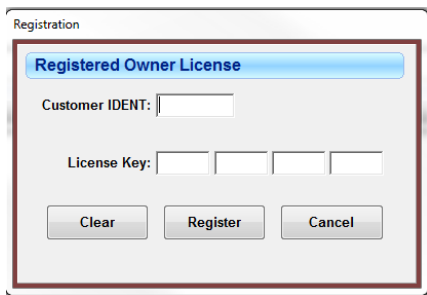 Registration
Registered Owner License
Customer IDENT:
License Key:
Clear Register Cancel